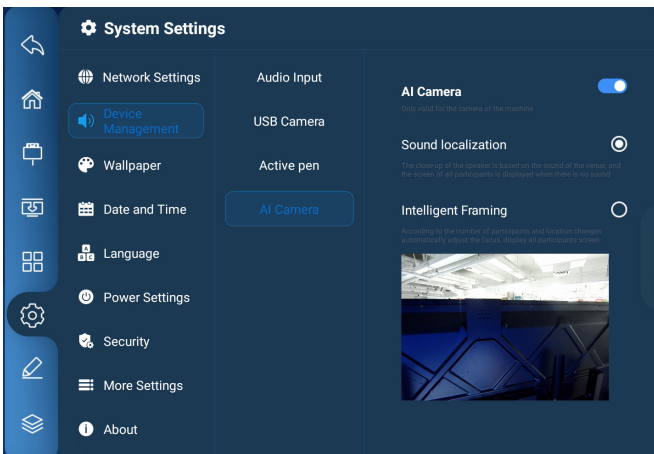 System Settings
Network Settings
Device
Management
Wallpaper
Date and Time
Language
Power Settings
Security
More Settings
About
Audio Input
USB Camera
Active pen
AI Camera
AI Camera
Only valid for the camera of the machine
Sound localization
The close-up of the speaker is based on the sound of the venue, and
the screen of all participants is displayed when there is no sound
Intelligent Framing
According to the number of participants and location changes
automatically adjust the focus, display all participants screen